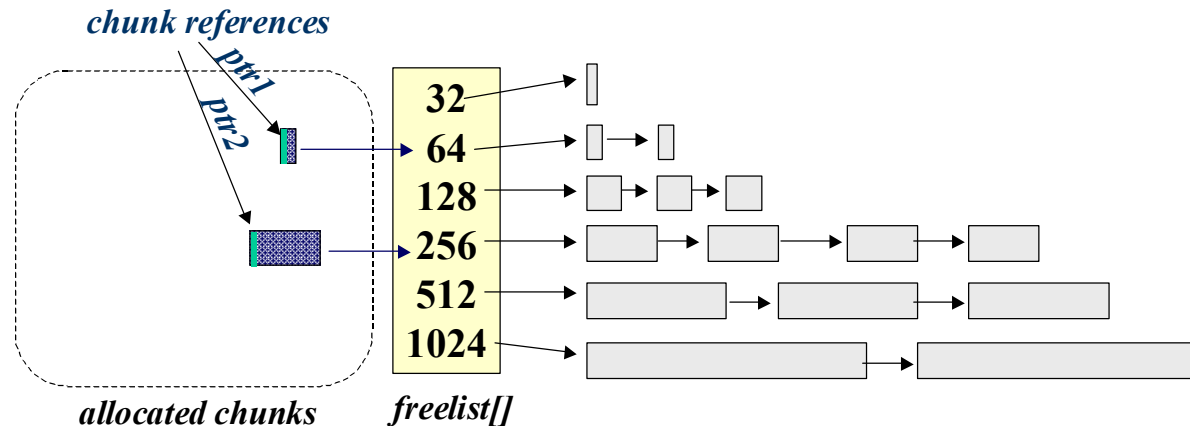 chunk references
ptr1
ptr2
32
64
128
256
512
1024
allocated chunks
freelist[]